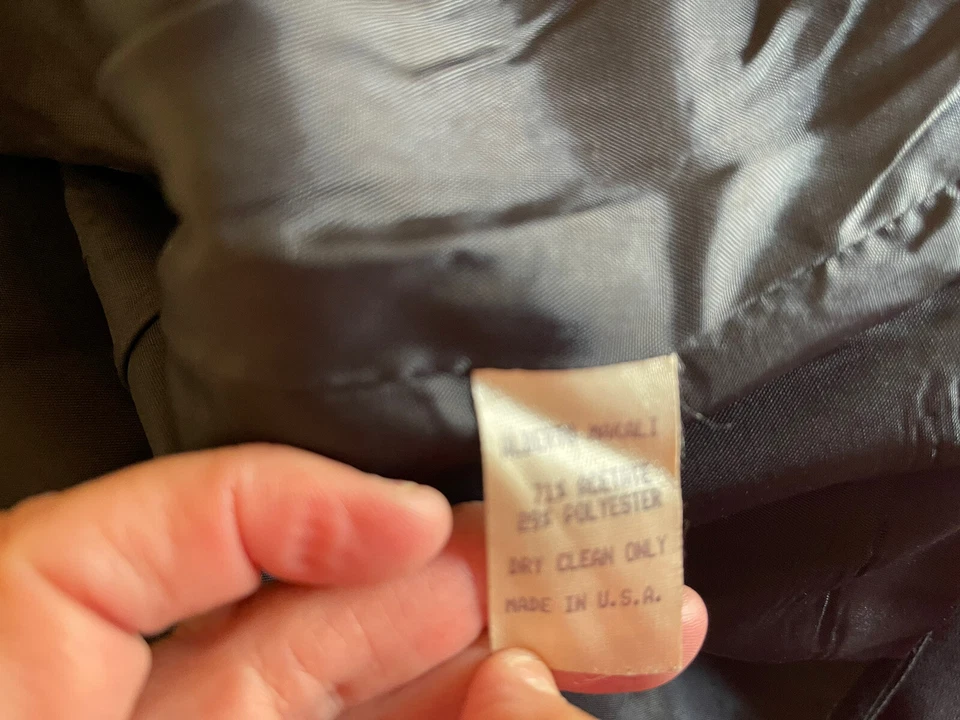 71% ACETATE
29% POLYESTER
DRY CLEAN ONLY
MADE IN U.S.A.